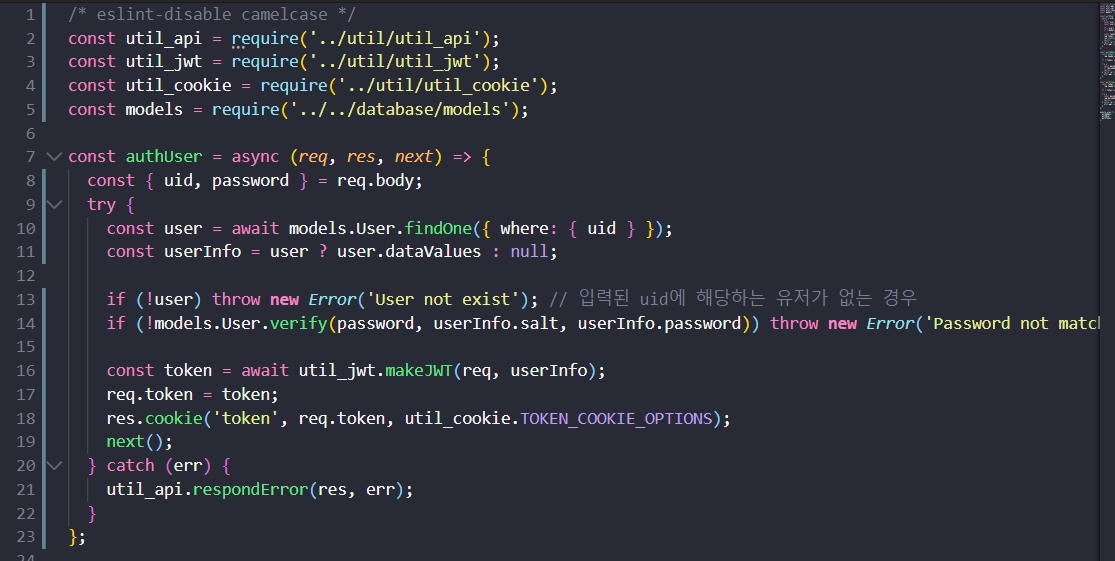 1 /* eslint-disable camelcase */
2 const util_api = require('../util/util_api');
3 const util_jwt = require('../util/util_jwt');
4 const util_cookie = require('../util/util_cookie');
5 const models = require('../../database/models');
6
7 const authUser = async (req, res, next) => {
8 const { uid, password } = req.body;
9 try {
10 const user = await models.User.findOne({ where: { uid } });
11 const userInfo = user ? user.dataValues : null;
12
13 if (!user) throw new Error('User not exist'); // 입력된 uid에 해당하는 유저가 없는 경우
14 if (!models.User.verify(password, userInfo.salt, userInfo.password)) throw new Error('Password not
15
16 const token = await util_jwt.makeJWT(req, userInfo);
17 req.token = token;
18 res.cookie('token', req.token, util_cookie.TOKEN_COOKIE_OPTIONS);
19 next();
20 } catch (err) {
21 util_api.respondError(res, err);
22 }
23 };